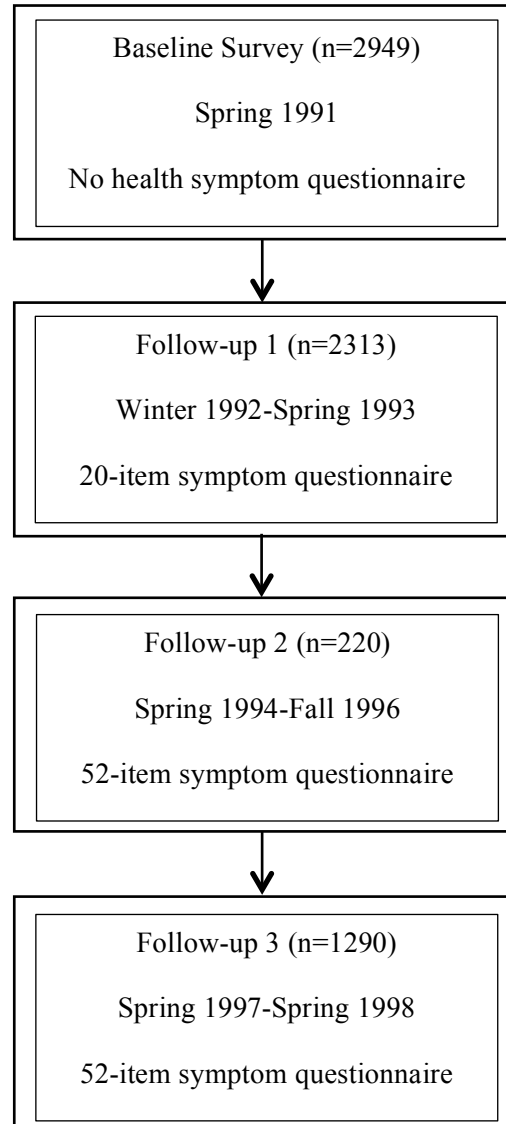 Baseline Survey (n=2949)
Spring 1991
No health symptom questionnaire
Follow-up 1 (n=2313)
Winter 1992-Spring 1993
20-item symptom questionnaire
Follow-up 2 (n=220)
Spring 1994-Fall 1996
52-item symptom questionnaire
Follow-up 3 (n=1290)
Spring 1997-Spring 1998
52-item symptom questionnaire